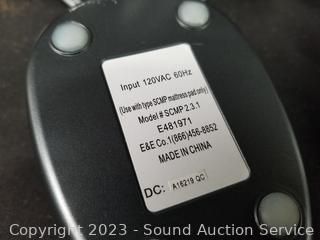 Input 120VAC 60Hz
(Use with type SCMP mattress pad only)
Model # SCMP 2.3.1
E481971
E&E Co.1(866)456-8852
MADE IN CHINA
DC: A16219 QC
Copyright 2023 - Sound Auction Service